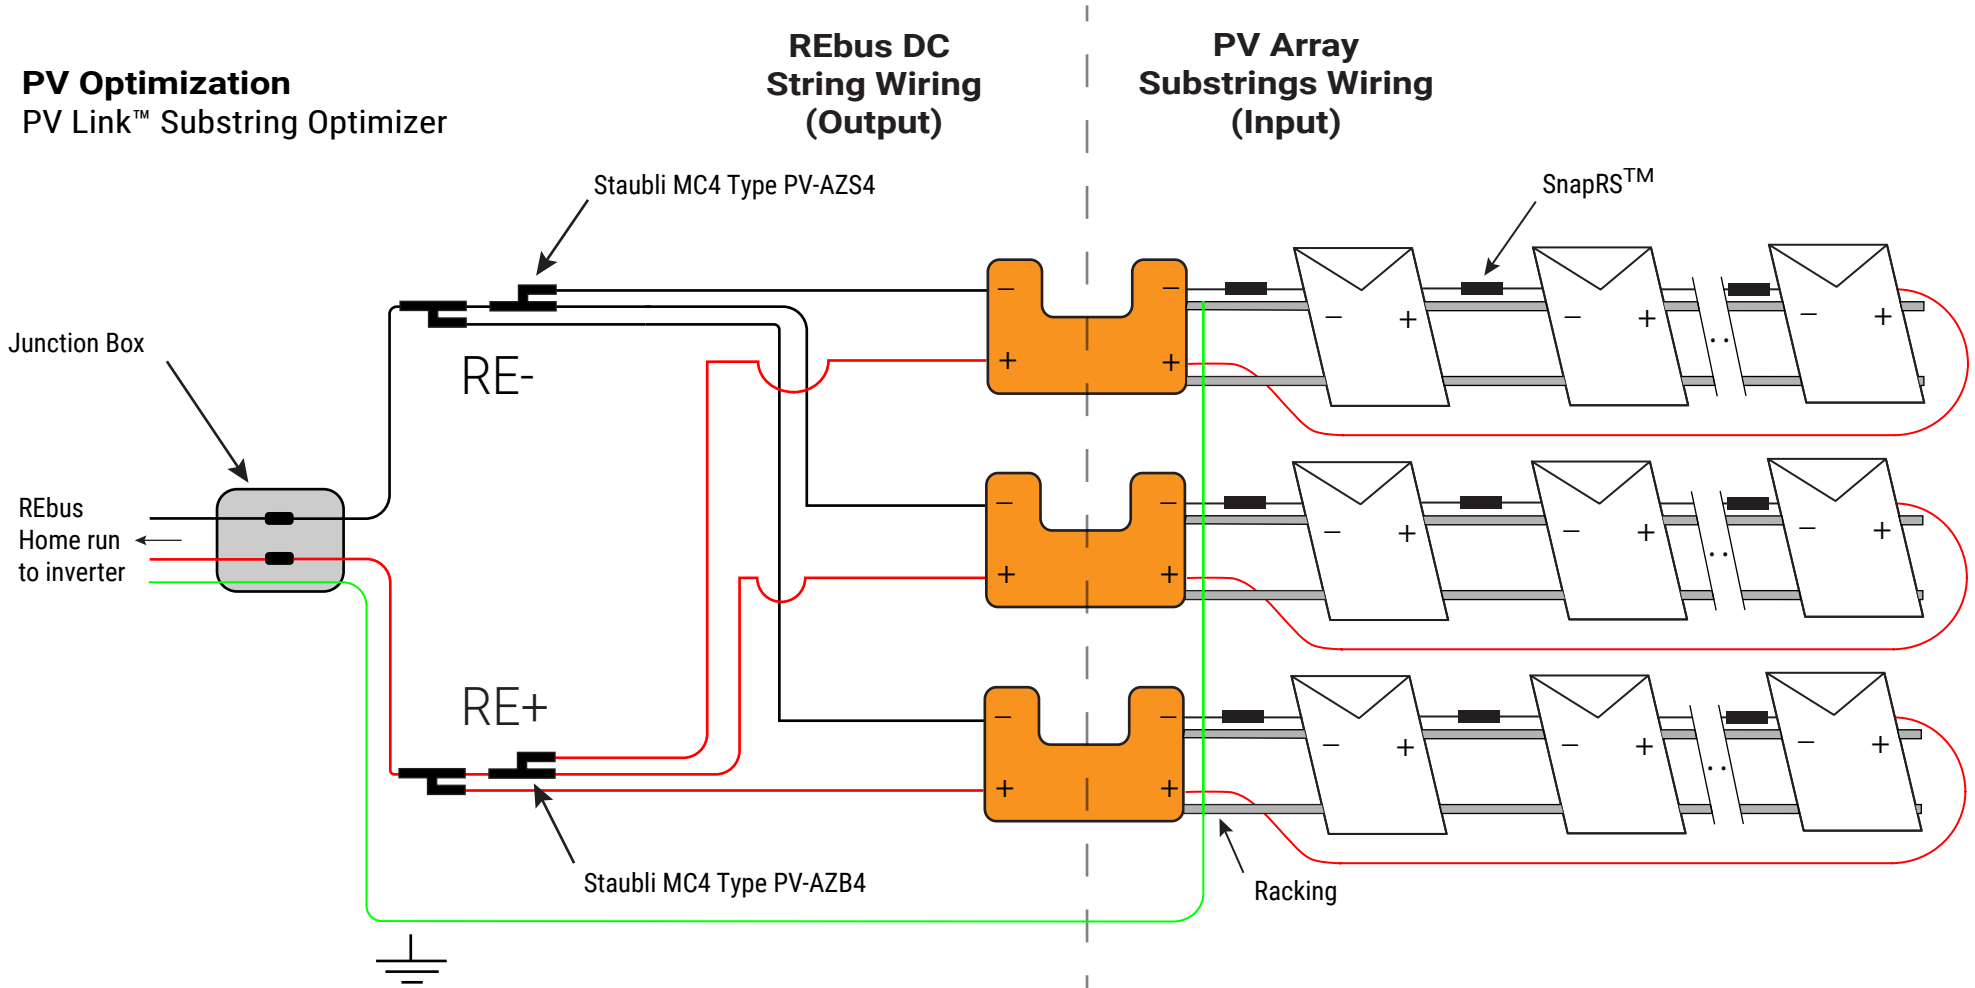 PV Optimization
PV Link™ Substring Optimizer
REbus DC
String Wiring
(Output)
PV Array
Substrings Wiring
(Input)
Staubli MC4 Type PV-AZS4
SnapRS™
Junction Box
RE-
REbus
Home run
to inverter
RE+
Staubli MC4 Type PV-AZB4
Racking
− − − + − + − +
+ +
− − − + − + − +
+ +
− − − + − + − +
+ +